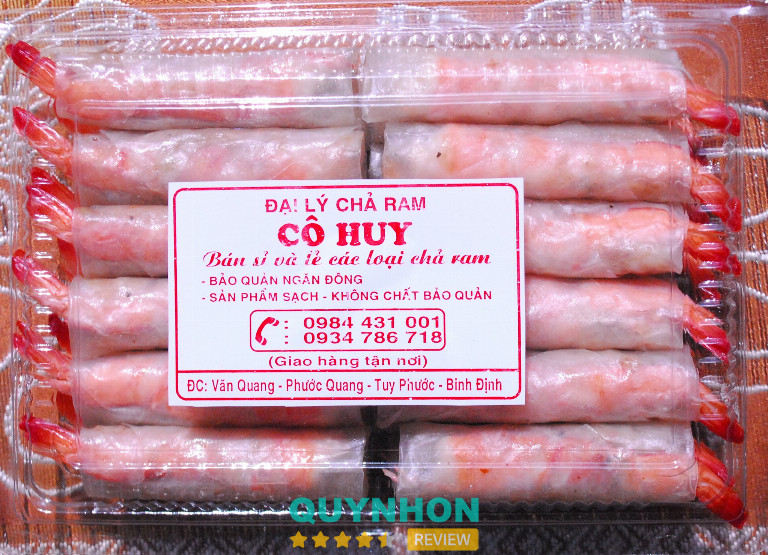 ĐẠI LÝ CHẢ RAM
CÔ HUY
Bán sỉ và lẻ các loại chả ram
- BẢO QUẢN NGĂN ĐÔNG
- SẢN PHẨM SẠCH - KHÔNG CHẤT BẢO QUẢN
: 0984 431 001
: 0934 786 718
(Giao hàng tận nơi)
ĐC: Văn Quang - Phước Quang - Tuy Phước - Bình Định
QUYNHON
REVIEW